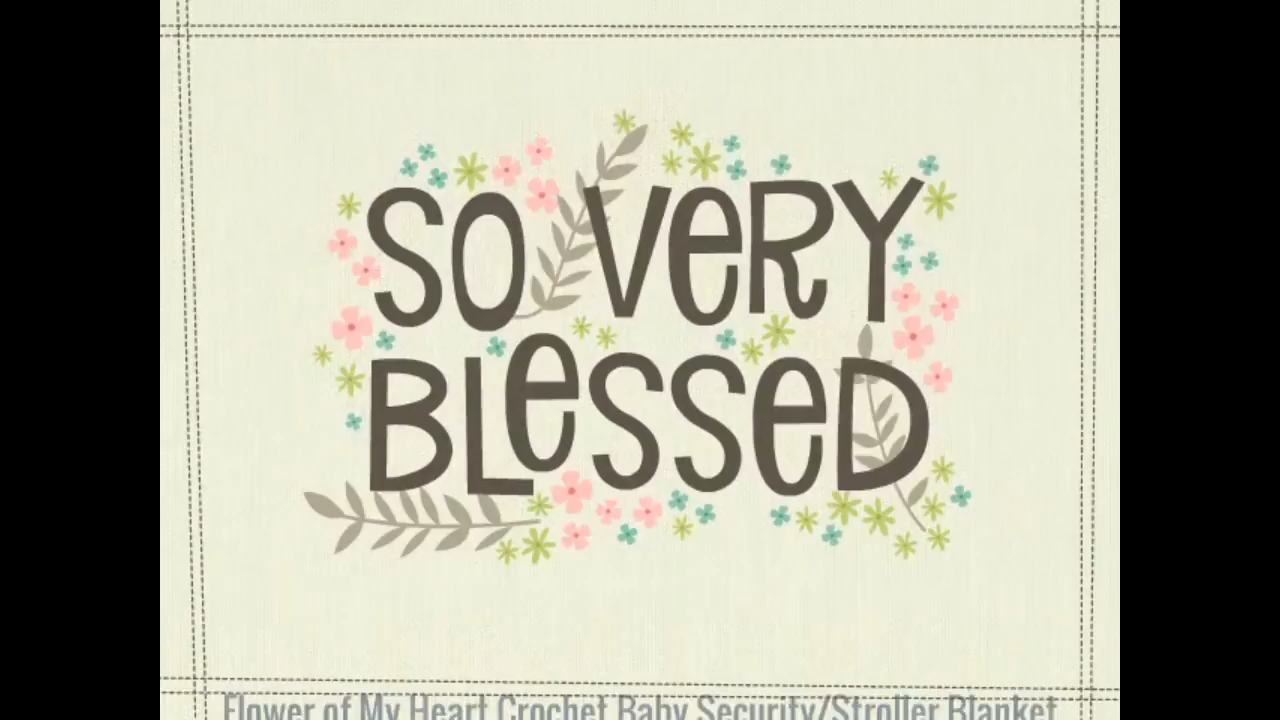 SO VeRY
BLeSSeD
Flower of My Heart Crochet Baby Security/Stroller Blanket